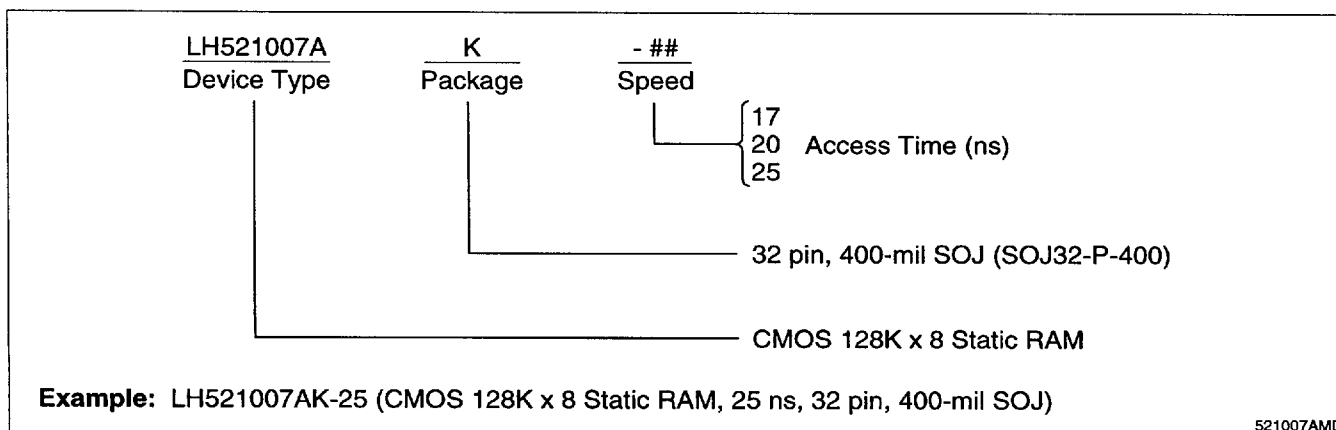 LH521007A K - ##
Device Type Package Speed
17
20 Access Time (ns)
25
32 pin, 400-mil SOJ (SOJ32-P-400)
CMOS 128K x 8 Static RAM
Example: LH521007AK-25 (CMOS 128K x 8 Static RAM, 25 ns, 32 pin, 400-mil SOJ)